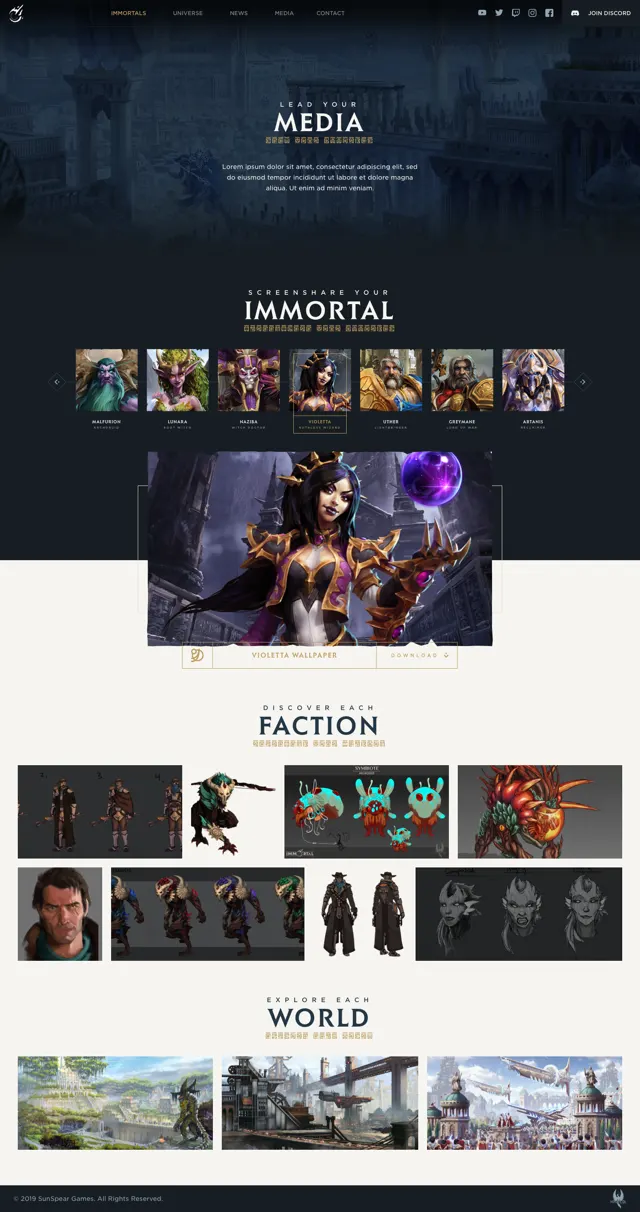 IMMORTALS UNIVERSE NEWS MEDIA CONTACT JOIN DISCORD
LEAD YOUR
MEDIA
Lorem ipsum dolor sit amet, consectetur adipiscing elit, sed
do eiusmod tempor incididunt ut labore et dolore magna
aliqua. Ut enim ad minim veniam.
SCREENSHARE YOUR
IMMORTAL
MALFURION LUNARA NAZIBA VIOLETTA UTHER GREYMANE ARTANIS
VIOLETTA WALLPAPER DOWNLOAD
DISCOVER EACH
FACTION
SYMBIOTE
EXPLORE EACH
WORLD
© 2019 SunSpear Games. All Rights Reserved.